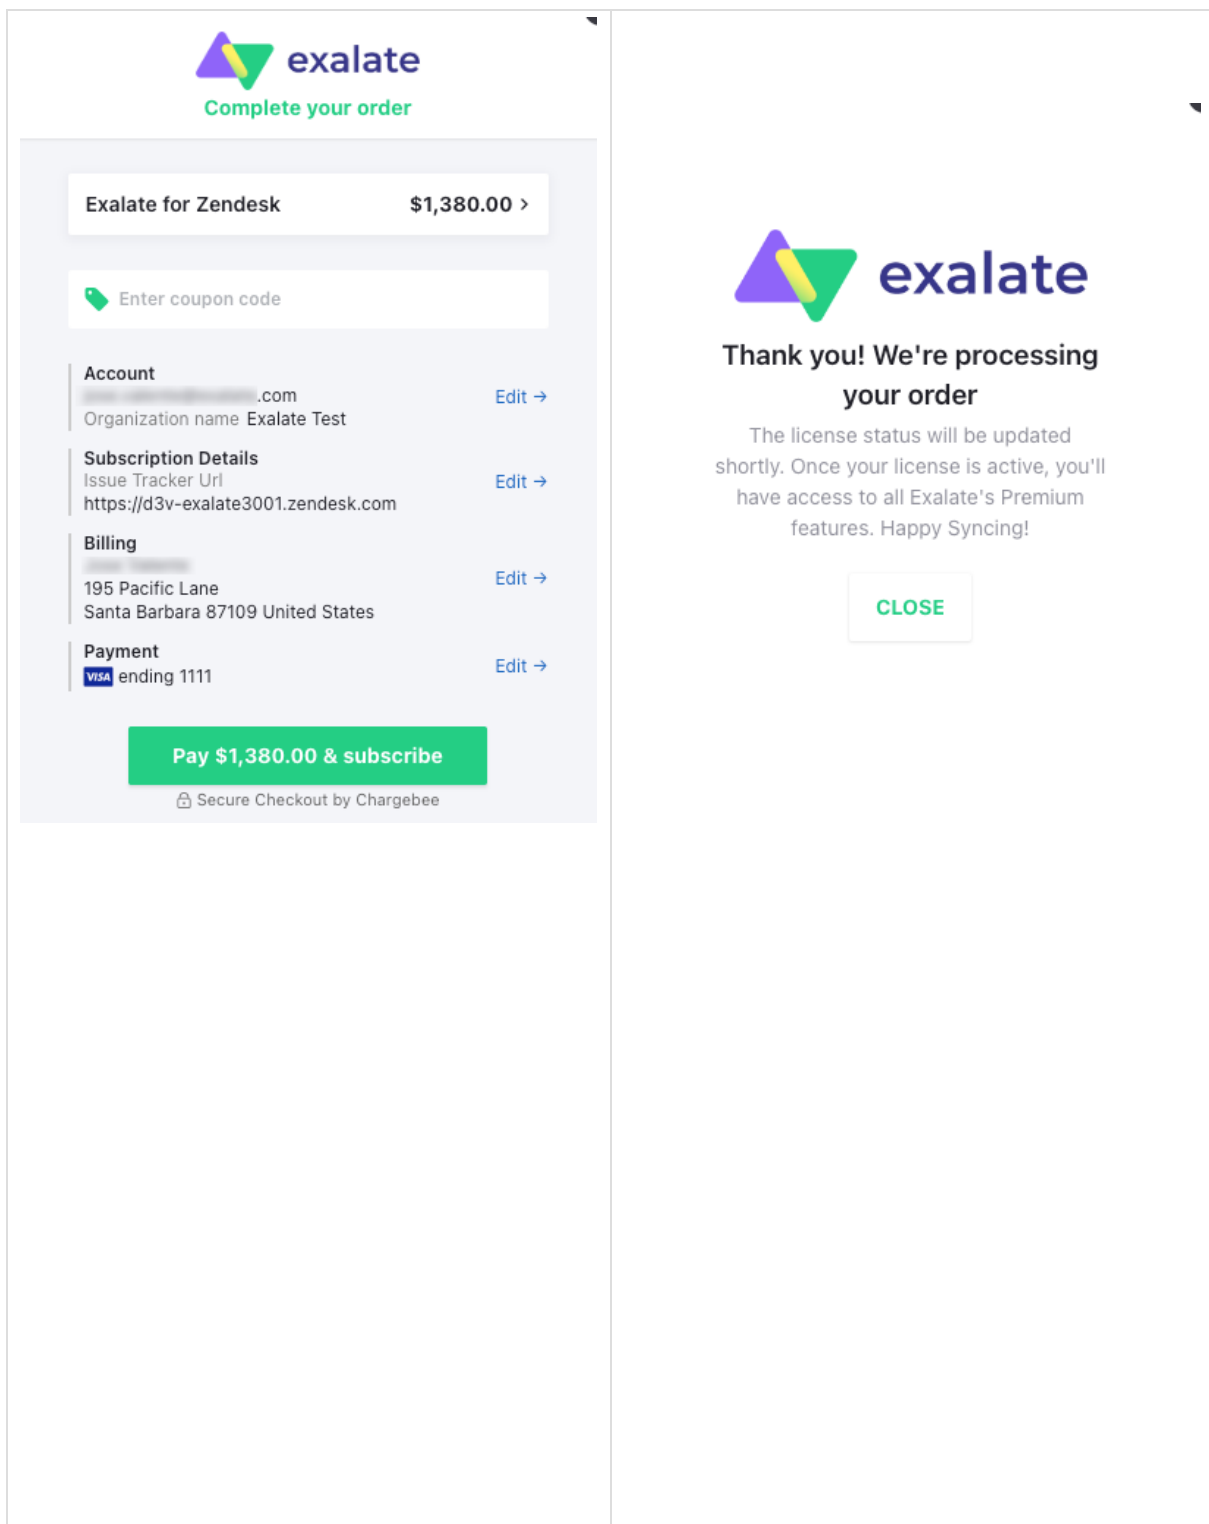 exalate
Complete your order
Exalate for Zendesk $1,380.00 >
Enter coupon code
Account
.com
Edit →
Organization name Exalate Test
Subscription Details
Issue Tracker Url
Edit →
https://d3v-exalate3001.zendesk.com
Billing
Edit →
195 Pacific Lane
Santa Barbara 87109 United States
Payment
Edit →
VISA ending 1111
Pay $1,380.00 & subscribe
Secure Checkout by Chargebee
exalate
Thank you! We're processing
your order
The license status will be updated
shortly. Once your license is active, you'll
have access to all Exalate's Premium
features. Happy Syncing!
CLOSE